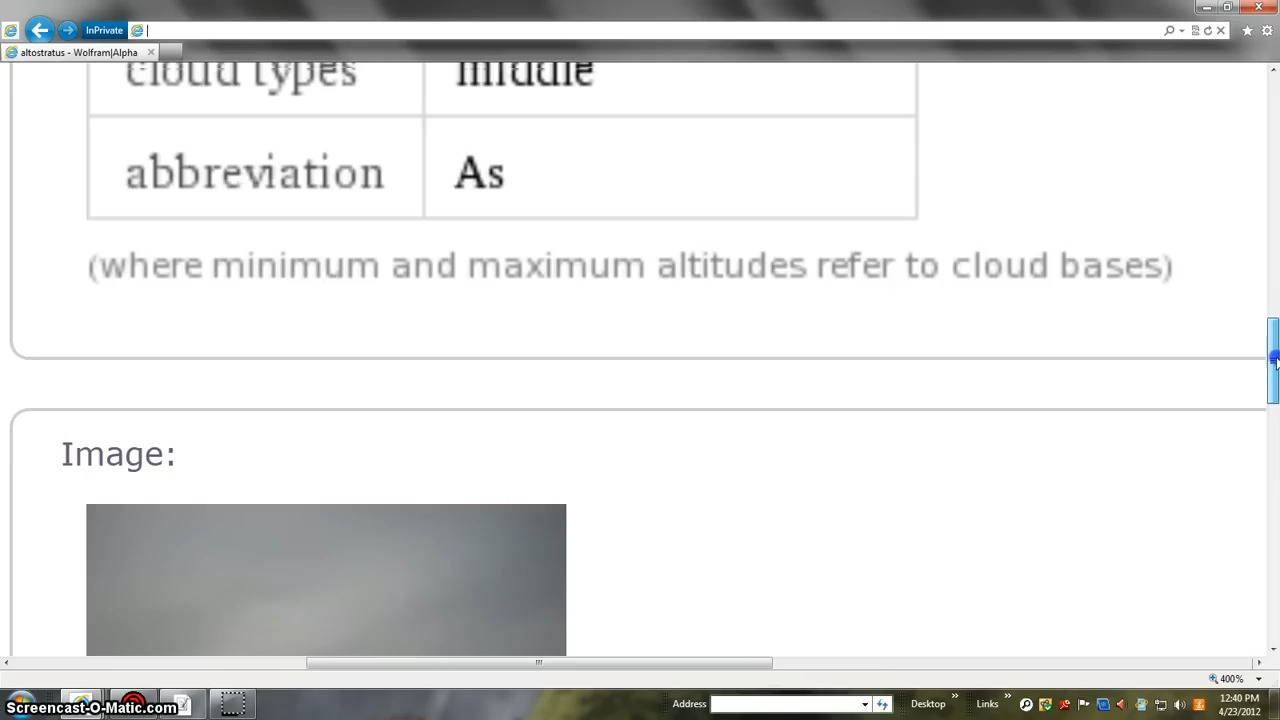 InPrivate
altostratus - Wolfram|Alpha
cloud types middle
abbreviation As
(where minimum and maximum altitudes refer to cloud bases)
Image:
400%
Screencast-O-Matic.com
Address
Desktop
Links
12:40 PM
4/23/2012